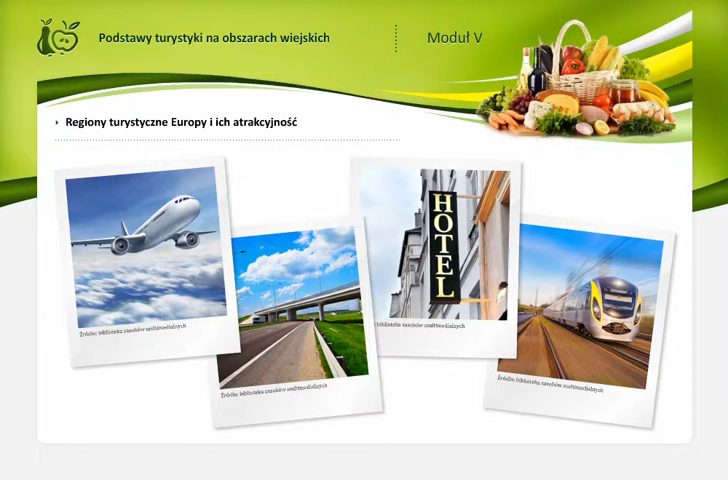 Podstawy turystyki na obszarach wiejskich
Moduł V
Regiony turystyczne Europy i ich atrakcyjność
HOTEL
Źródło: biblioteka zasobów multimedialnych
biblioteka zasobów multimedialnych
Źródło: biblioteka zasobów multimedialnych
Źródło: biblioteka zasobów multimedialnych